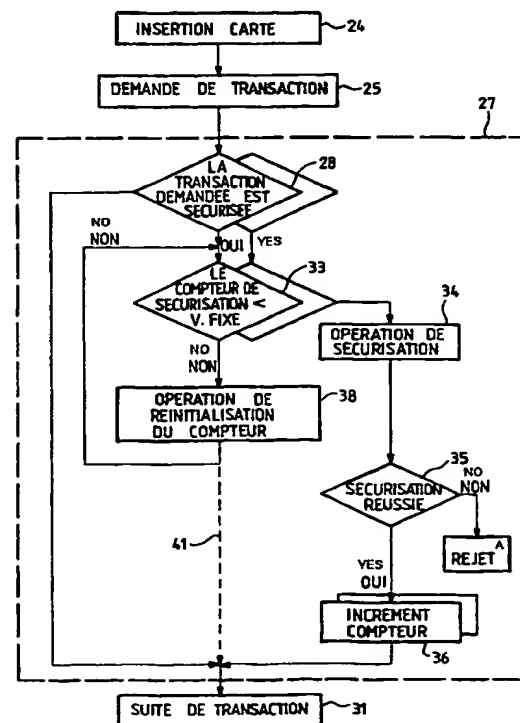 INSERTION CARTE
24
DEMANDE DE TRANSACTION
25
27
LA
TRANSACTION
DEMANDEE EST
SECURISEE
28
NO
NON
OUI
YES
LE
COMPTEUR DE
SECURISATION <
V. FIXE
33
34
OPERATION DE
SECURISATION
NO
NON
OPERATION DE
REINITIALISATION
DU COMPTEUR
38
35
SECURISATION
REUSSIE
NO
NON
A
REJET
41
YES
OUI
INCREMENT
COMPTEUR
36
SUITE DE TRANSACTION
31